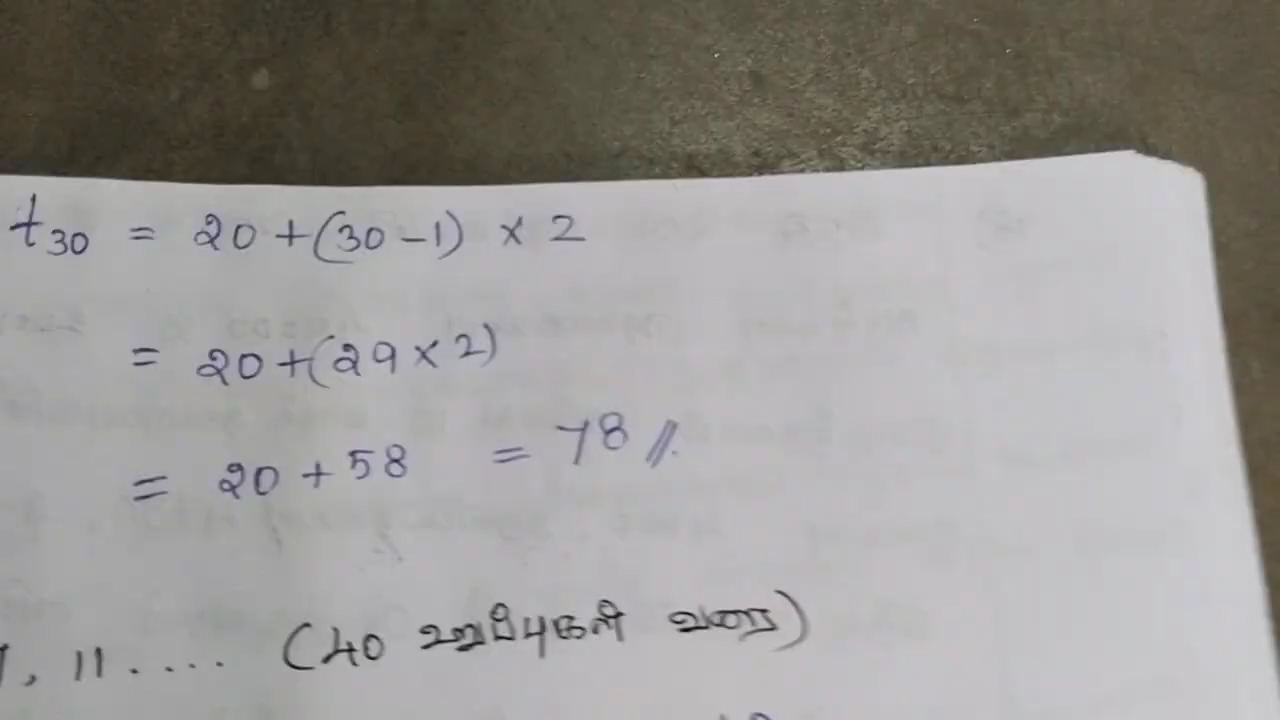 t30 = 20 + (30 - 1) × 2
= 20 + (29 × 2)
= 20 + 58 = 78 //.
, 11 .... (40 உறுப்புகள் வரை)